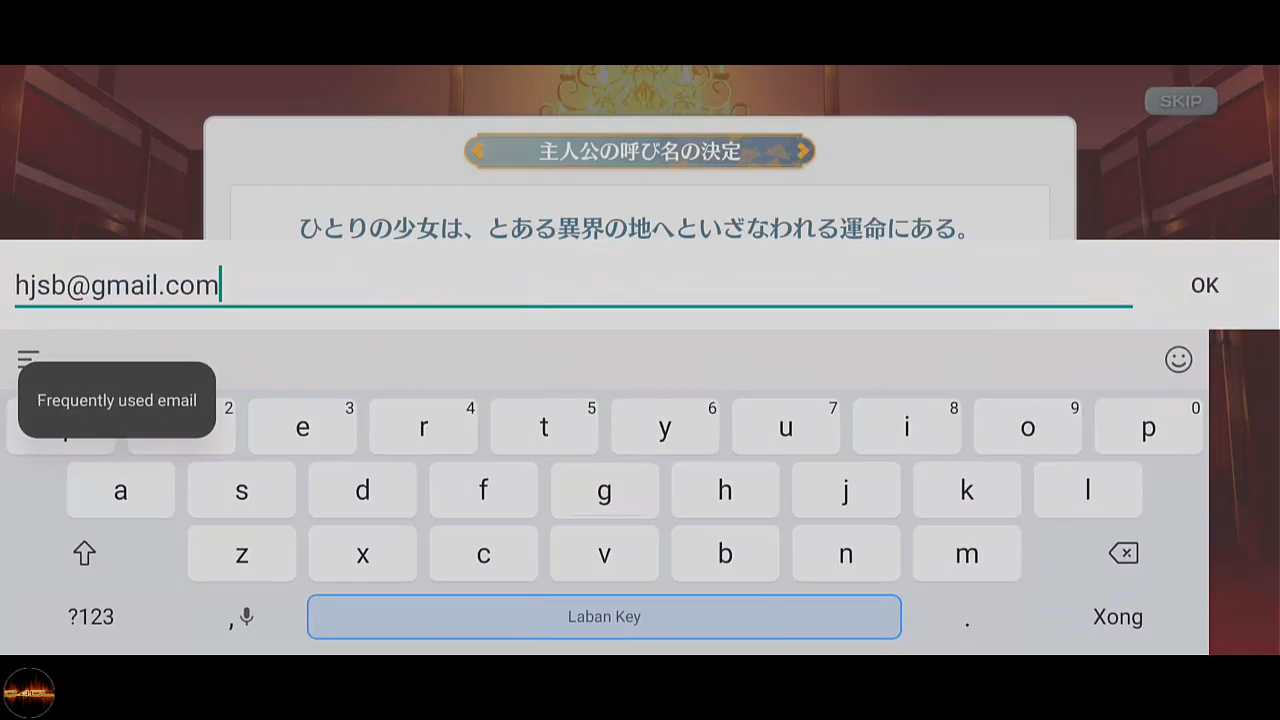 SKIP
主人公の呼び名の決定
ひとりの少女は、とある異界の地へといざなわれる運命にある。
hjsb@gmail.com
OK
Frequently used email
2 3 4 5 6 7 8 9 0
e r t y u i o p
a s d f g h j k l
z x c v b n m
?123 , Laban Key . Xong